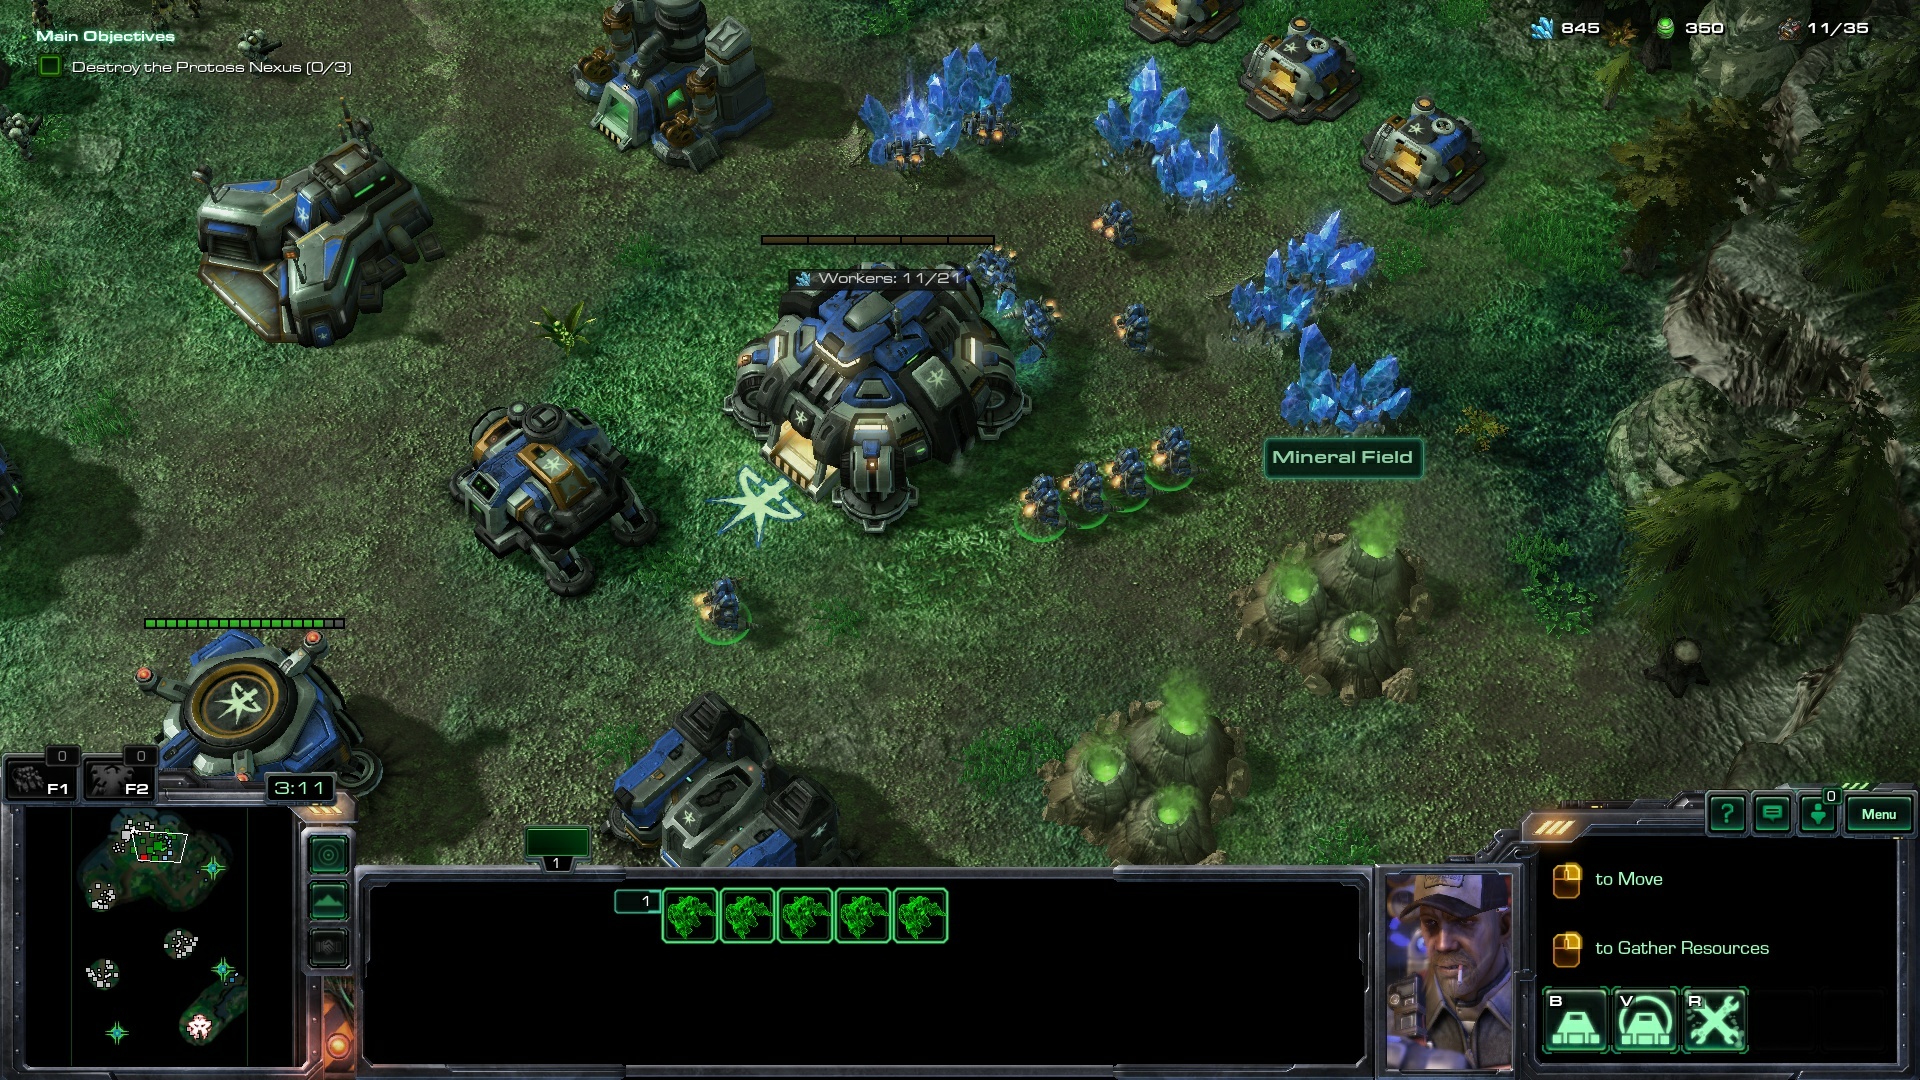 Main Objectives
845
350
11/35
Destroy the Protoss Nexus (0/3)
Workers: 11/21
Mineral Field
0
0
F1
F2
3:11
0
?
Menu
1
1
to Move
to Gather Resources
B
V
R